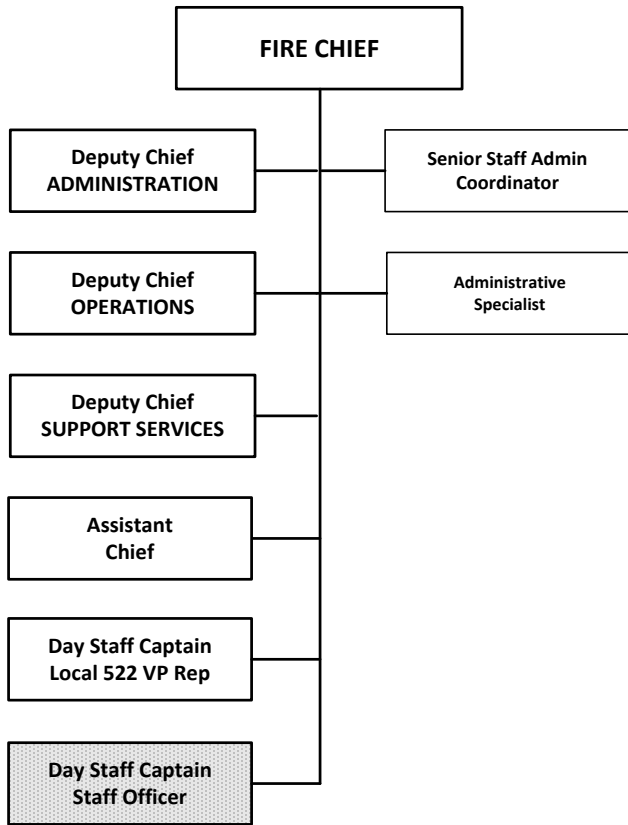 FIRE CHIEF
Deputy Chief
ADMINISTRATION
Senior Staff Admin
Coordinator
Deputy Chief
OPERATIONS
Administrative
Specialist
Deputy Chief
SUPPORT SERVICES
Assistant
Chief
Day Staff Captain
Local 522 VP Rep
Day Staff Captain
Staff Officer